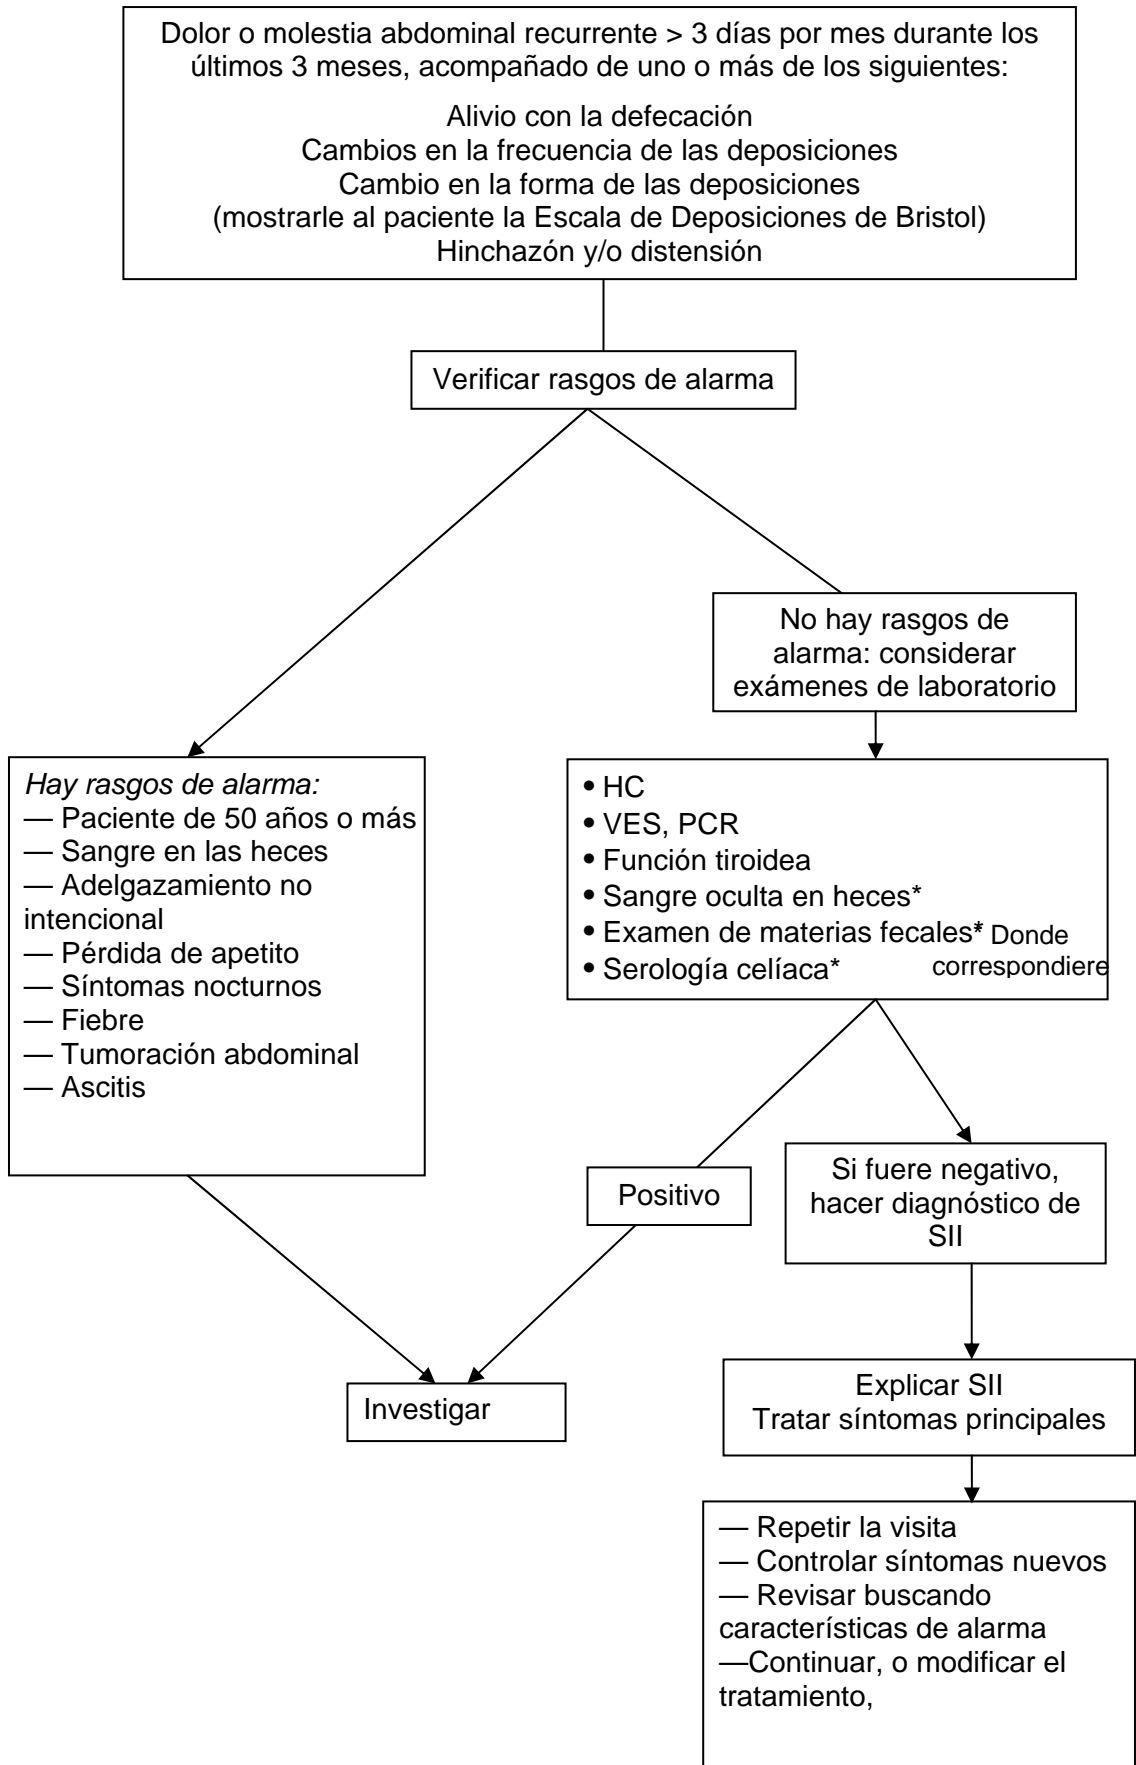 Dolor o molestia abdominal recurrente > 3 días por mes durante los
últimos 3 meses, acompañado de uno o más de los siguientes:
Alivio con la defecación
Cambios en la frecuencia de las deposiciones
Cambio en la forma de las deposiciones
(mostrarle al paciente la Escala de Deposiciones de Bristol)
Hinchazón y/o distensión
Verificar rasgos de alarma
No hay rasgos de
alarma: considerar
exámenes de laboratorio
Hay rasgos de alarma:
— Paciente de 50 años o más
— Sangre en las heces
— Adelgazamiento no
intencional
— Pérdida de apetito
— Síntomas nocturnos
— Fiebre
— Tumoración abdominal
— Ascitis
• HC
• VES, PCR
• Función tiroidea
• Sangre oculta en heces*
• Examen de materias fecales*
• Serología celíaca*
* Donde
correspondiere
Positivo
Si fuere negativo,
hacer diagnóstico de
SII
Investigar
Explicar SII
Tratar síntomas principales
— Repetir la visita
— Controlar síntomas nuevos
— Revisar buscando
características de alarma
—Continuar, o modificar el
tratamiento,